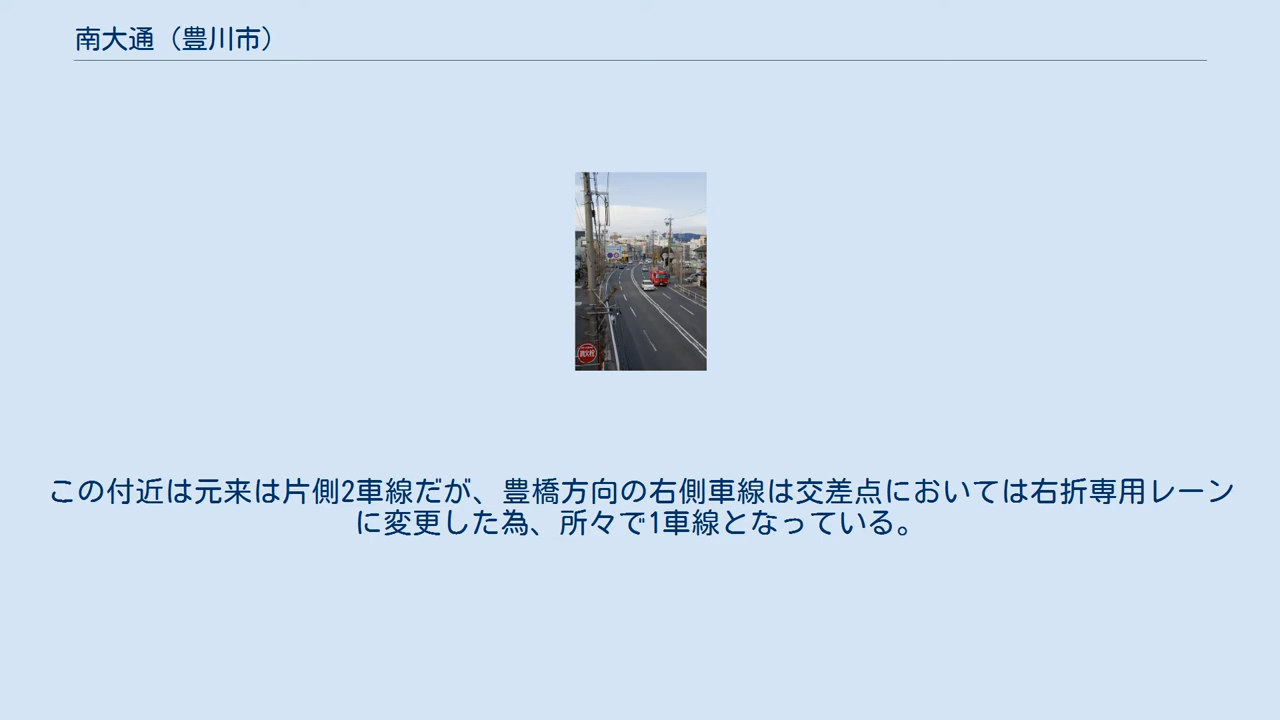 南大通（豊川市）
消火栓
この付近は元来は片側2車線だが、豊橋方向の右側車線は交差点においては右折専用レーン
に変更した為、所々で1車線となっている。